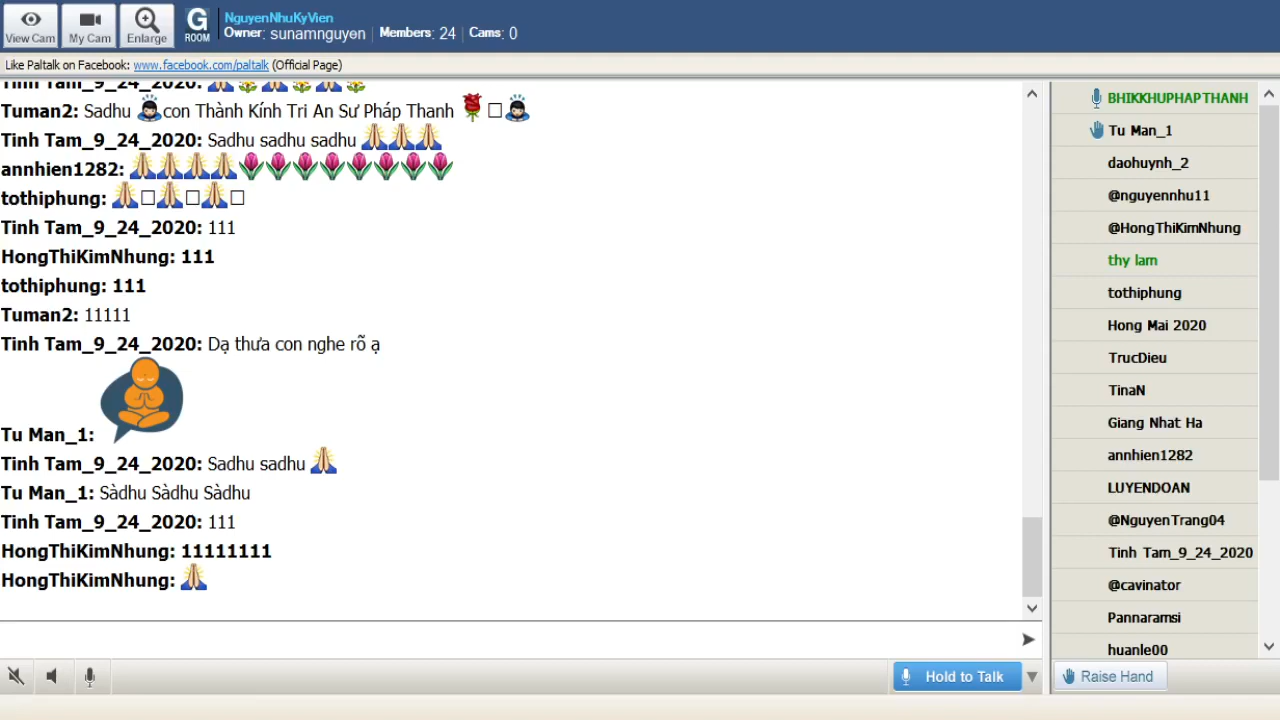 View Cam
My Cam
Enlarge
G
ROOM
NguyenNhuKyVien
Owner: sunamnguyen | Members: 24 | Cams: 0
Like Paltalk on Facebook: www.facebook.com/paltalk (Official Page)
Tinh Tam_9_24_2020:
Tuman2: Sadhu con Thành Kính Tri An Sư Pháp Thanh
Tinh Tam_9_24_2020: Sadhu sadhu sadhu
annhien1282:
tothiphung:
Tinh Tam_9_24_2020: 111
HongThiKimNhung: 111
tothiphung: 111
Tuman2: 11111
Tinh Tam_9_24_2020: Dạ thưa con nghe rõ ạ
Tu Man_1:
Tinh Tam_9_24_2020: Sadhu sadhu
Tu Man_1: Sàdhu Sàdhu Sàdhu
Tinh Tam_9_24_2020: 111
HongThiKimNhung: 11111111
HongThiKimNhung:
Hold to Talk
BHIKKHUPHAPTHANH
Tu Man_1
daohuynh_2
@nguyennhu11
@HongThiKimNhung
thy lam
tothiphung
Hong Mai 2020
TrucDieu
TinaN
Giang Nhat Ha
annhien1282
LUYENDOAN
@NguyenTrang04
Tinh Tam_9_24_2020
@cavinator
Pannaramsi
huanle00
Raise Hand